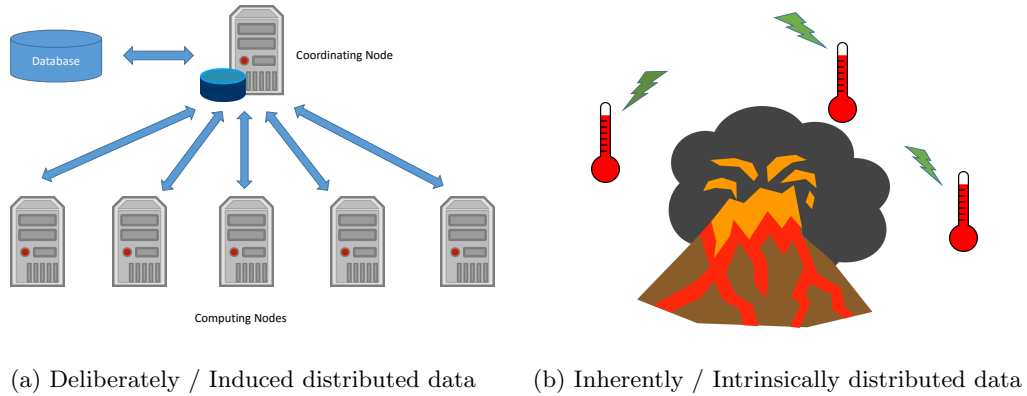 Database
Coordinating Node
Computing Nodes
(a) Deliberately / Induced distributed data
(b) Inherently / Intrinsically distributed data